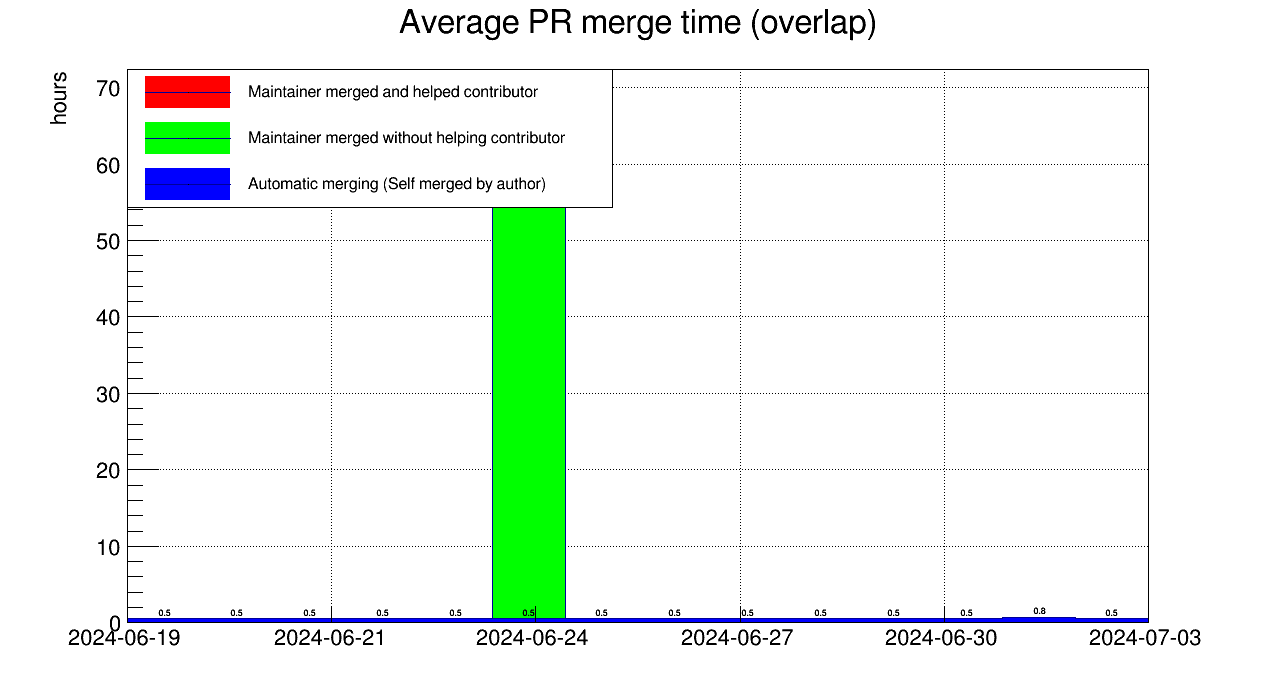 Average PR merge time (overlap)
hours
70
60
50
40
30
20
10
0
Maintainer merged and helped contributor
Maintainer merged without helping contributor
Automatic merging (Self merged by author)
0.5 0.5 0.5 0.5 0.5 0.5 0.5 0.5 0.5 0.5 0.5 0.5 0.8 0.5
2024-06-19 2024-06-21 2024-06-24 2024-06-27 2024-06-30 2024-07-03